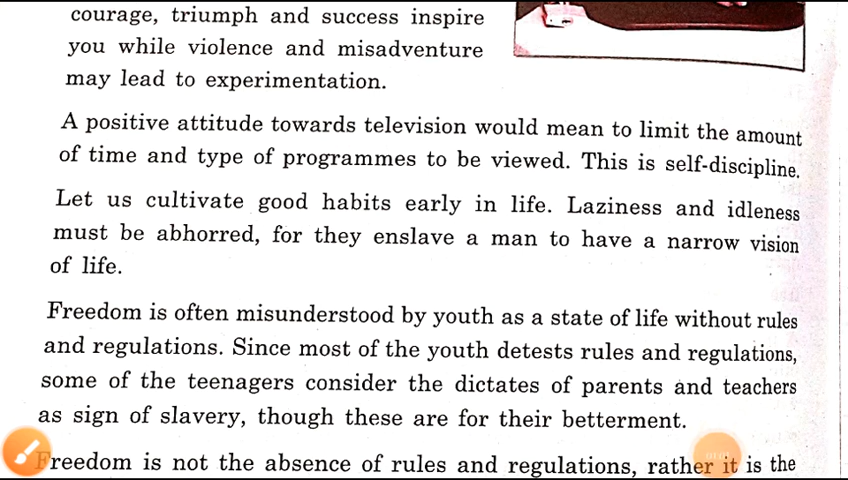 courage, triumph and success inspire
you while violence and misadventure
may lead to experimentation.
A positive attitude towards television would mean to limit the amount
of time and type of programmes to be viewed. This is self-discipline.
Let us cultivate good habits early in life. Laziness and idleness
must be abhorred, for they enslave a man to have a narrow vision
of life.
Freedom is often misunderstood by youth as a state of life without rules
and regulations. Since most of the youth detests rules and regulations,
some of the teenagers consider the dictates of parents and teachers
as sign of slavery, though these are for their betterment.
Freedom is not the absence of rules and regulations, rather it is the